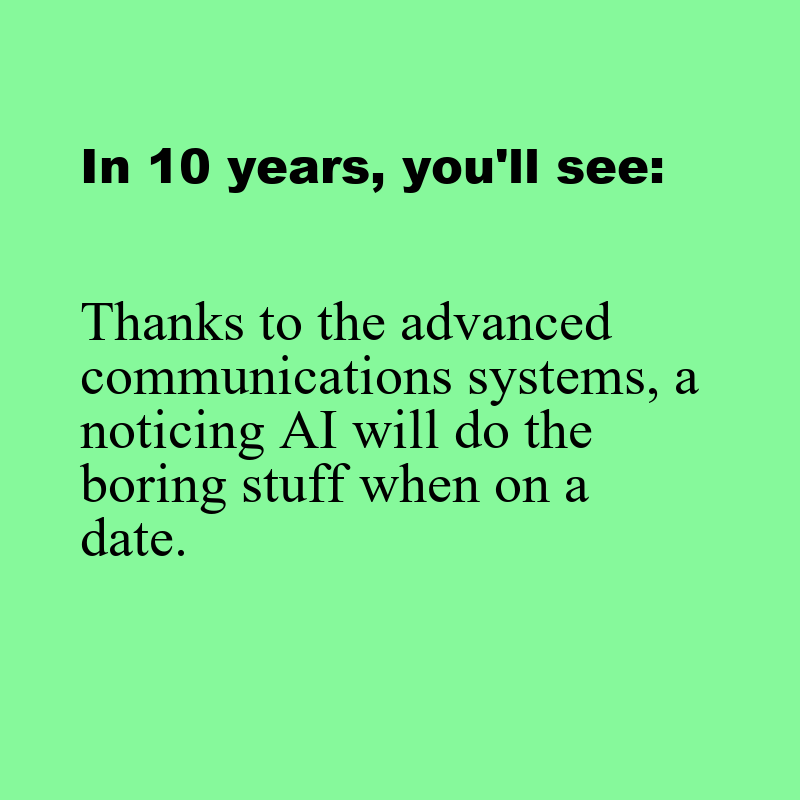 In 10 years, you'll see:
Thanks to the advanced
communications systems, a
noticing AI will do the
boring stuff when on a
date.